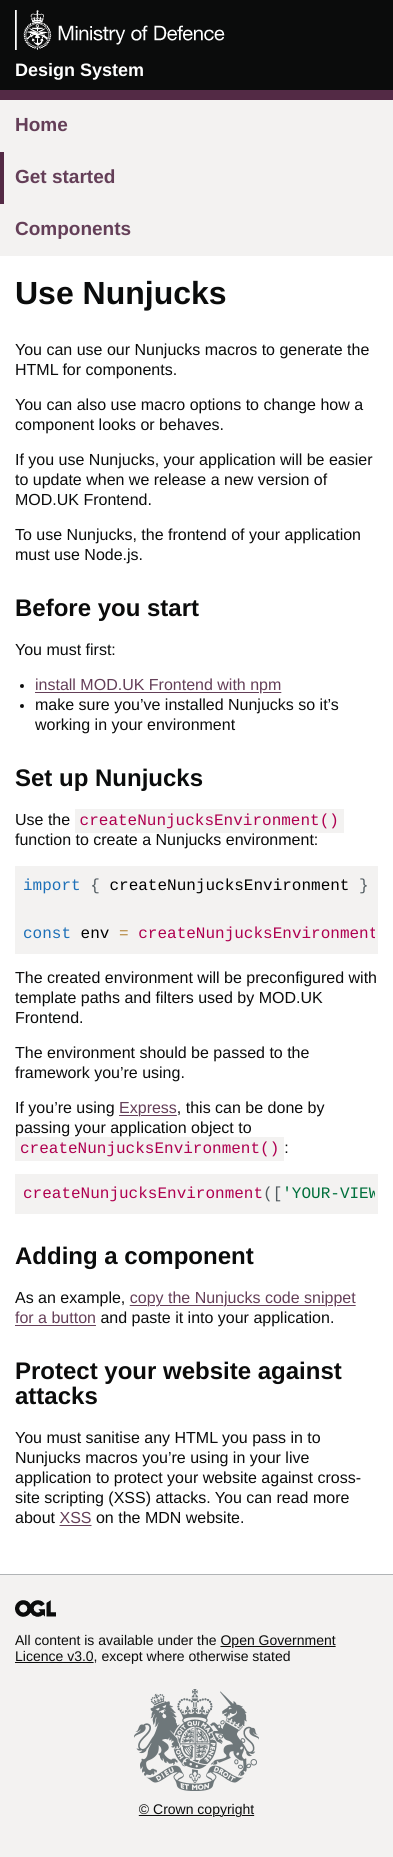 Ministry of Defence
Design System
Home
Get started
Components
Use Nunjucks
You can use our Nunjucks macros to generate the
HTML for components.
You can also use macro options to change how a
component looks or behaves.
If you use Nunjucks, your application will be easier
to update when we release a new version of
MOD.UK Frontend.
To use Nunjucks, the frontend of your application
must use Node.js.
Before you start
You must first:
• install MOD.UK Frontend with npm
• make sure you’ve installed Nunjucks so it’s
working in your environment
Set up Nunjucks
Use the createNunjucksEnvironment()
function to create a Nunjucks environment:
import { createNunjucksEnvironment }
const env = createNunjucksEnvironment
The created environment will be preconfigured with
template paths and filters used by MOD.UK
Frontend.
The environment should be passed to the
framework you’re using.
If you’re using Express, this can be done by
passing your application object to
createNunjucksEnvironment():
createNunjucksEnvironment(['YOUR-VIEW
Adding a component
As an example, copy the Nunjucks code snippet
for a button and paste it into your application.
Protect your website against
attacks
You must sanitise any HTML you pass in to
Nunjucks macros you’re using in your live
application to protect your website against cross-
site scripting (XSS) attacks. You can read more
about XSS on the MDN website.
OGL
All content is available under the Open Government
Licence v3.0, except where otherwise stated
DIEU ET MON DROIT
© Crown copyright